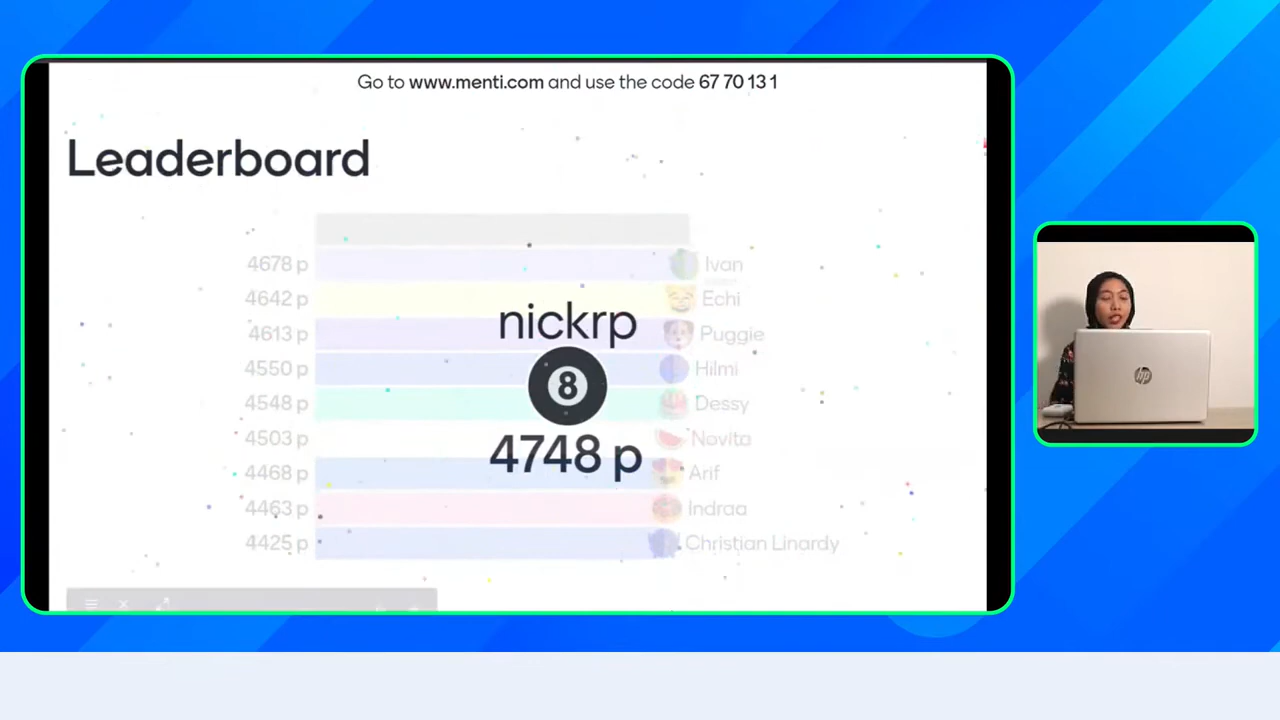 Go to www.menti.com and use the code 67 70 13 1
Leaderboard
4678 p Ivan
4642 p Echi
nickrp
4613 p Puggie
4550 p Hilmi
8
4548 p Dessy
4503 p Novita
4748 p
4468 p Arif
4463 p Indraa
4425 p Christian Linardy
hp